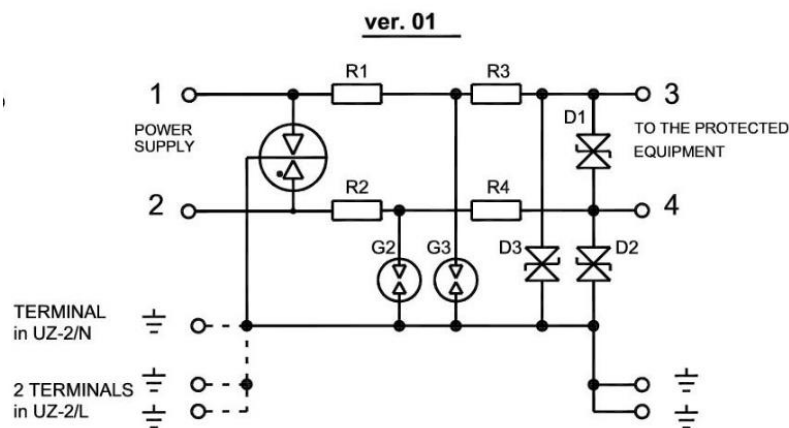 ver. 01
R1 R3
1 3
D1
POWER
SUPPLY
TO THE PROTECTED
EQUIPMENT
R2 R4
2 4
G2 G3 D3 D2
TERMINAL
in UZ-2/N
2 TERMINALS
in UZ-2/L